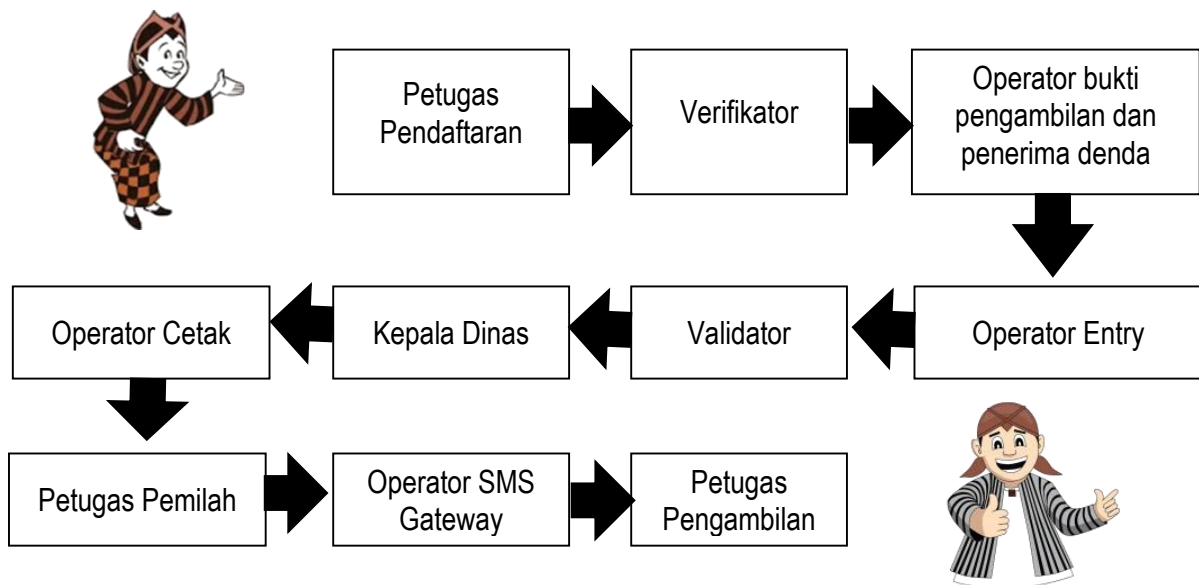 Petugas
Pendaftaran
Verifikator
Operator bukti
pengambilan dan
penerima denda
Operator Entry
Validator
Kepala Dinas
Operator Cetak
Petugas Pemilah
Operator SMS
Gateway
Petugas
Pengambilan